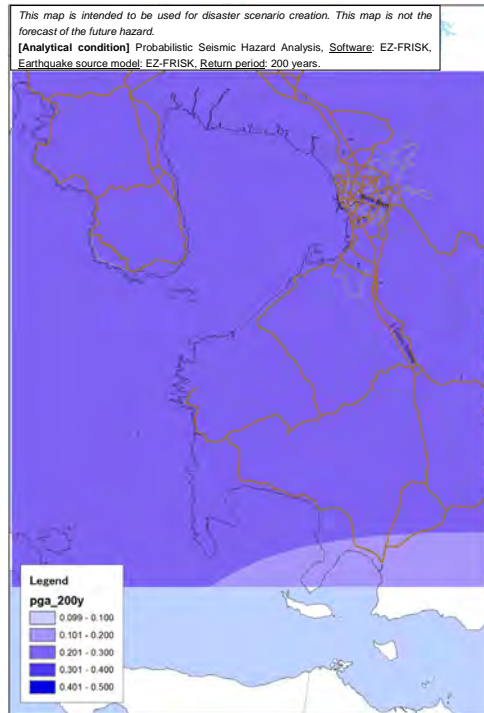 This map is intended to be used for disaster scenario creation. This map is not the
forecast of the future hazard.
[Analytical condition] Probabilistic Seismic Hazard Analysis, Software: EZ-FRISK,
Earthquake source model: EZ-FRISK, Return period: 200 years.
Legend
pga_200y
0.099 - 0.100
0.101 - 0.200
0.201 - 0.300
0.301 - 0.400
0.401 - 0.500